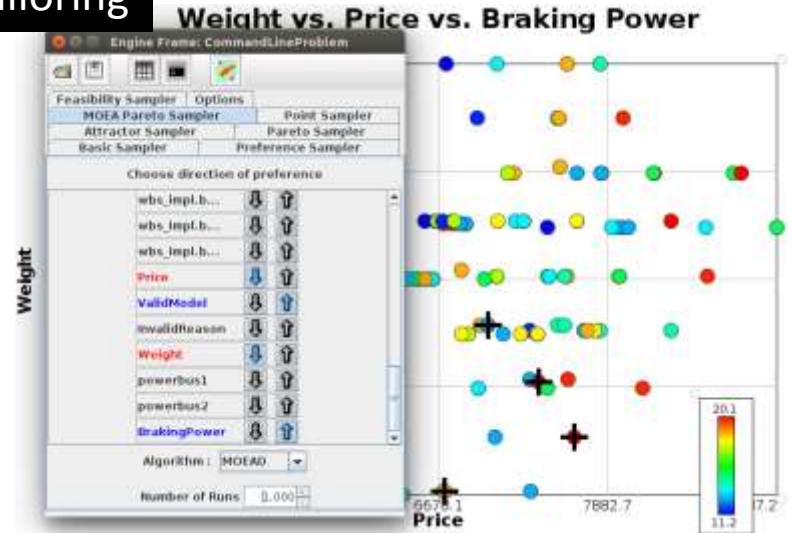 Weight vs. Price vs. Braking Power
Engine Frame: CommandLineProblem
Feasibility Sampler
Options
MOEA Pareto Sampler
Point Sampler
Attractor Sampler
Pareto Sampler
Basic Sampler
Preference Sampler
Choose direction of preference
wbs_impl.b...
wbs_impl.b...
wbs_impl.b...
Price
ValidModel
InvalidReason
Weight
powerbus1
powerbus2
BrakingPower
Algorithm : MOEAD
Number of Runs 1,000
Weight
7882.7
Price
20.1
11.2